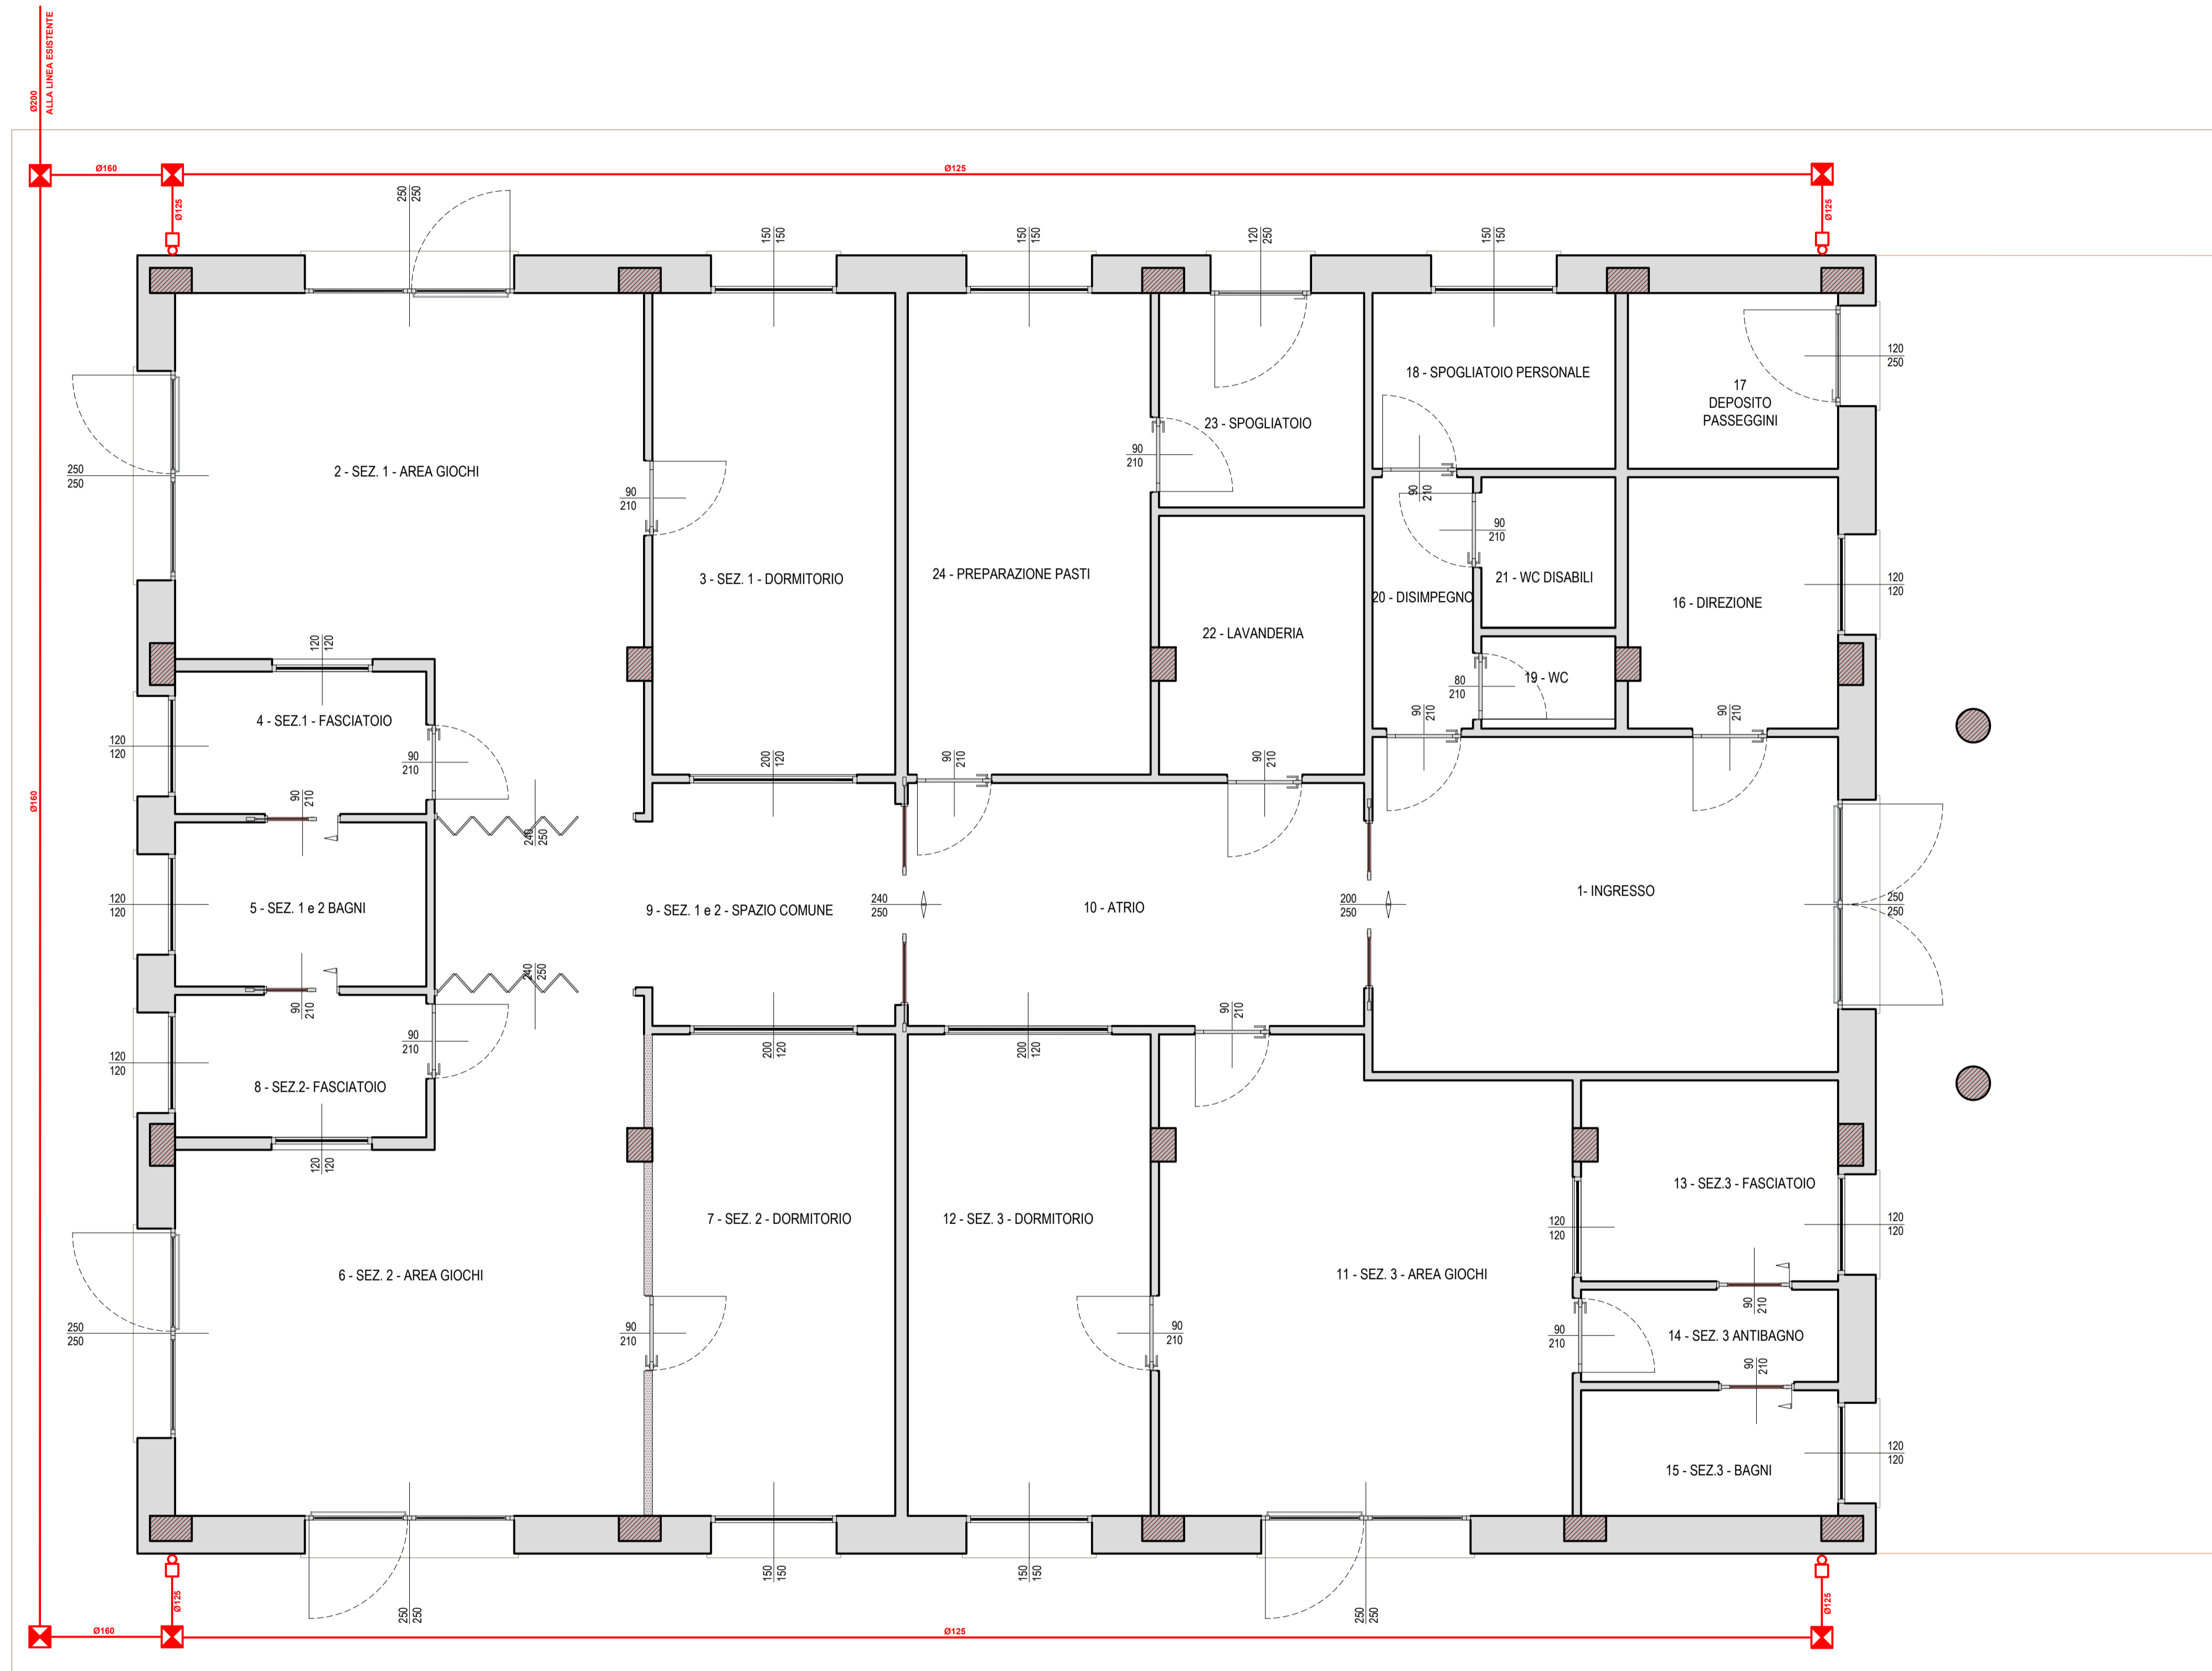 ALLA LINEA ESISTENTE
Ø200
Ø160
Ø125
Ø125
Ø125
250
250
150
150
150
150
120
250
150
150
120
250
18 - SPOGLIATOIO PERSONALE
17
DEPOSITO
PASSEGGINI
23 - SPOGLIATOIO
90
210
2 - SEZ. 1 - AREA GIOCHI
250
250
90
210
90
210
90
210
3 - SEZ. 1 - DORMITORIO
24 - PREPARAZIONE PASTI
21 - WC DISABILI
20 - DISIMPEGNO
16 - DIREZIONE
120
120
22 - LAVANDERIA
120
120
19 - WC
80
210
4 - SEZ.1 - FASCIATOIO
90
210
90
210
120
120
90
210
200
120
90
210
90
210
90
210
Ø160
240
250
5 - SEZ. 1 e 2 BAGNI
120
120
9 - SEZ. 1 e 2 - SPAZIO COMUNE
240
250
10 - ATRIO
200
250
1- INGRESSO
250
250
240
250
90
210
90
210
90
210
200
120
200
120
120
120
8 - SEZ.2- FASCIATOIO
120
120
13 - SEZ.3 - FASCIATOIO
7 - SEZ. 2 - DORMITORIO
12 - SEZ. 3 - DORMITORIO
120
120
120
120
6 - SEZ. 2 - AREA GIOCHI
11 - SEZ. 3 - AREA GIOCHI
90
210
250
250
90
210
90
210
90
210
14 - SEZ. 3 ANTIBAGNO
90
210
15 - SEZ.3 - BAGNI
120
120
150
150
150
150
250
250
250
250
Ø125
Ø125
Ø160
Ø125